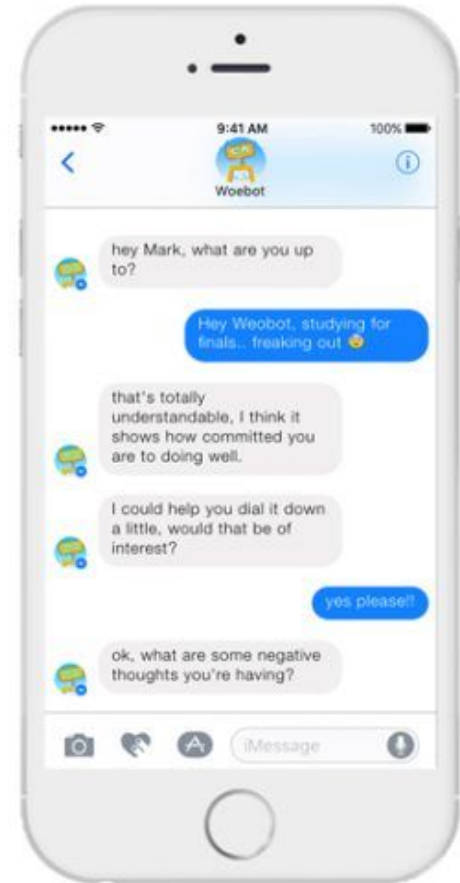 9:41 AM
100%
Woebot
hey Mark, what are you up
to?
Hey Weobot, studying for
finals.. freaking out 🤯
that's totally
understandable, I think it
shows how committed you
are to doing well.
I could help you dial it down
a little, would that be of
interest?
yes please!!
ok, what are some negative
thoughts you're having?
iMessage